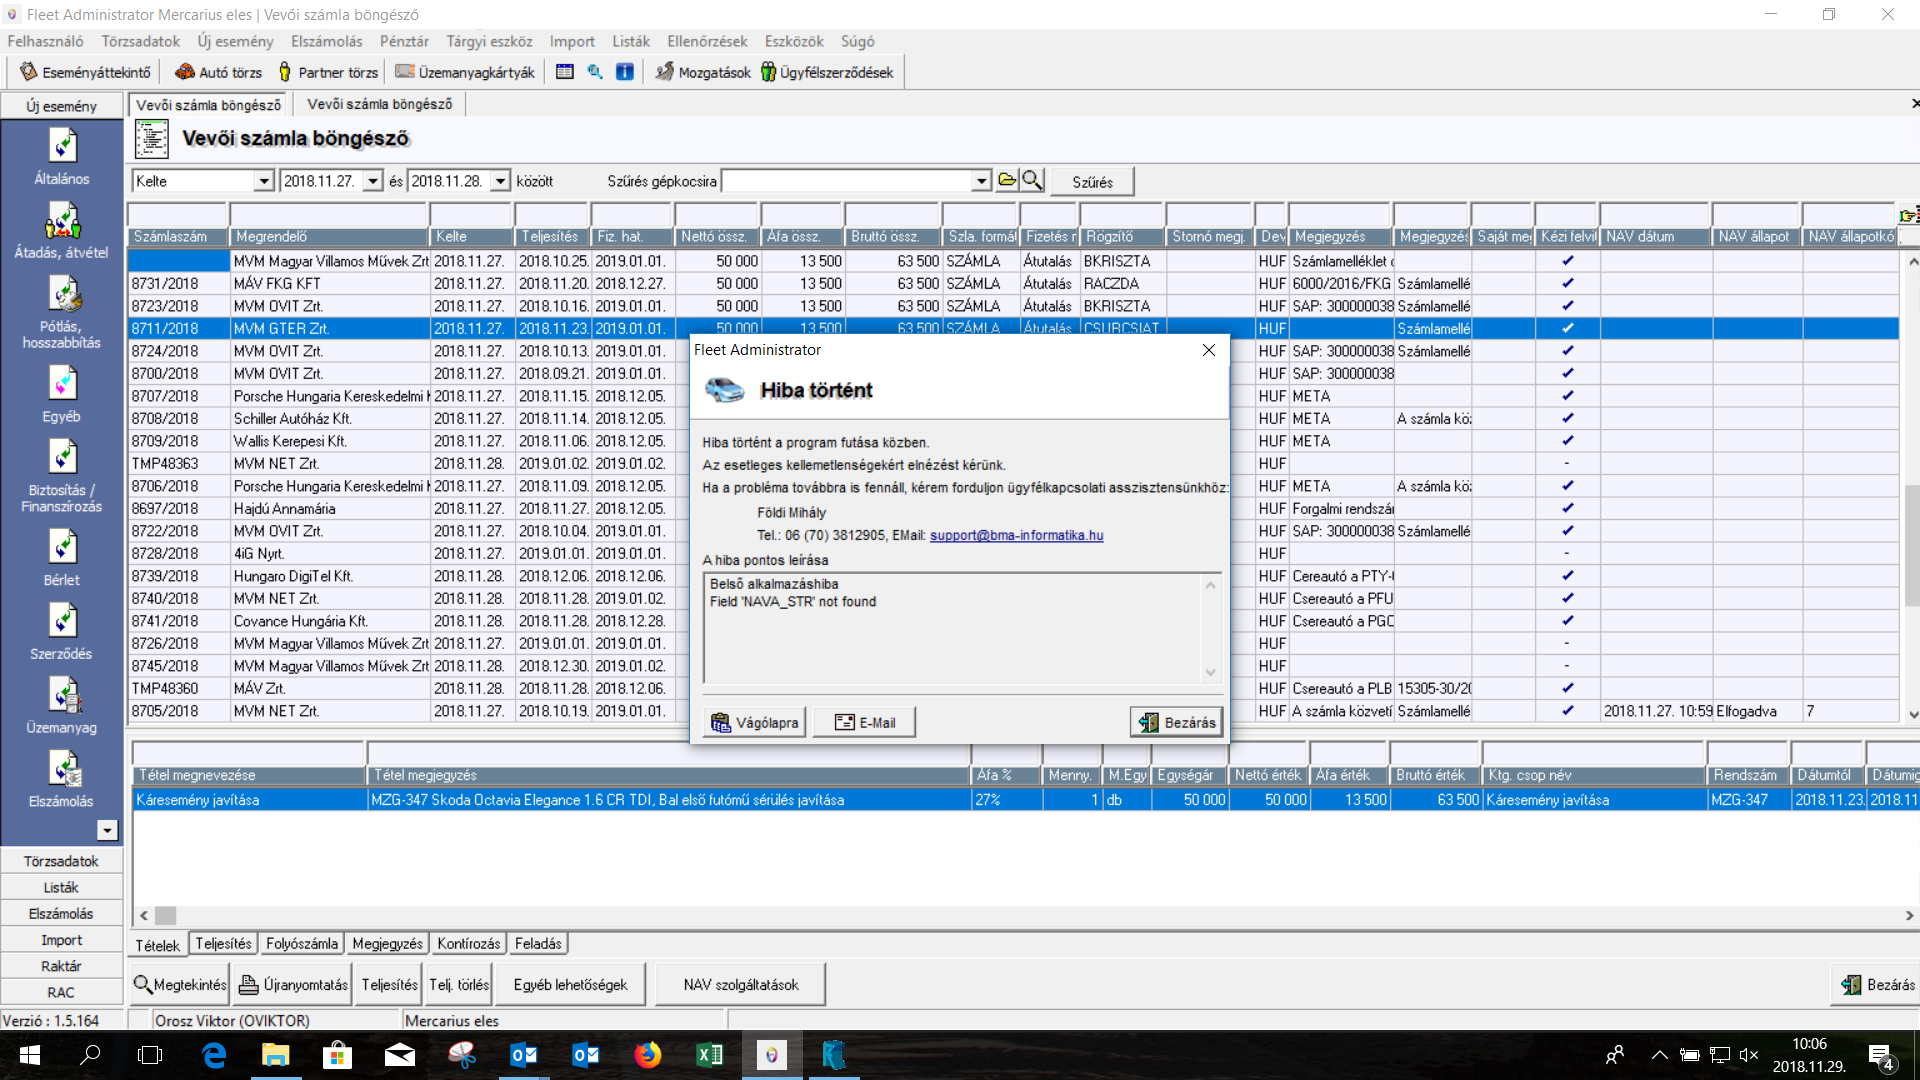 Fleet Administrator Mercarius eles | Vevői számla böngésző
Felhasználó Törzsadatok Új esemény Elszámolás Pénztár Tárgyi eszköz Import Listák Ellenőrzések Eszközök Súgó
Eseményáttekintő Autó törzs Partner törzs Üzemanyagkártyák Mozgatások Ügyfélszerződések
Új esemény Vevői számla böngésző Vevői számla böngésző
Vevői számla böngésző
Általános
Átadás, átvétel
Pótlás, hosszabbítás
Egyéb
Biztosítás / Finanszírozás
Bérlet
Szerződés
Üzemanyag
Elszámolás
Törzsadatok
Listák
Elszámolás
Import
Raktár
RAC
Kelte 2018.11.27. és 2018.11.28. között Szűrés gépkocsira Szűrés
Számlaszám Megrendelő Kelte Teljesítés Fiz. hat. Nettó össz. Áfa össz. Bruttó össz. Szla. formát Fizetés r Rögzítő Stornó megj. Dev Megjegyzés Megjegyzés Saját me Kézi felvit NAV dátum NAV állapot NAV állapotkó
MVM Magyar Villamos Művek Zrt 2018.11.27. 2018.10.25. 2019.01.01. 50 000 13 500 63 500 SZÁMLA Átutalás BKRISZTA HUF Számlamelléklet
8731/2018 MÁV FKG KFT 2018.11.27. 2018.11.20. 2018.12.27. 50 000 13 500 63 500 SZÁMLA Átutalás RACZDA HUF 6000/2016/FKG Számlamellé
8723/2018 MVM OVIT Zrt. 2018.11.27. 2018.10.16. 2019.01.01. 50 000 13 500 63 500 SZÁMLA Átutalás BKRISZTA HUF SAP: 300000038 Számlamellé
8711/2018 MVM GTER Zrt. 2018.11.27. 2018.11.23. 2019.01.01. 50 000 13 500 63 500 SZÁMLA Átutalás CSURCSIAT HUF Számlamellé
8724/2018 MVM OVIT Zrt. 2018.11.27. 2018.10.13. 2019.01.01. HUF SAP: 300000038 Számlamellé
8700/2018 MVM OVIT Zrt. 2018.11.27. 2018.09.21. 2019.01.01. HUF SAP: 300000038
8707/2018 Porsche Hungaria Kereskedelmi 2018.11.27. 2018.11.15. 2018.12.05. HUF META
8708/2018 Schiller Autóház Kft. 2018.11.27. 2018.11.14. 2018.12.05. HUF META A számla köz
8709/2018 Wallis Kerepesi Kft. 2018.11.27. 2018.11.06. 2018.12.05. HUF META
TMP48363 MVM NET Zrt. 2018.11.28. 2019.01.02. 2019.01.02. HUF -
8706/2018 Porsche Hungaria Kereskedelmi 2018.11.27. 2018.11.09. 2018.12.05. HUF META A számla köz
8697/2018 Hajdú Annamária 2018.11.27. 2018.11.27. 2018.12.05. HUF Forgalmi rendszár
8722/2018 MVM OVIT Zrt. 2018.11.27. 2018.10.04. 2019.01.01. HUF SAP: 300000038 Számlamellé
8728/2018 4iG Nyrt. 2018.11.27. 2019.01.01. 2019.01.01. HUF -
8739/2018 Hungaro DigiTel Kft. 2018.11.28. 2018.12.06. 2018.12.06. HUF Cereautó a PTY-
8740/2018 MVM NET Zrt. 2018.11.28. 2018.11.28. 2019.01.02. HUF Csereautó a PFU
8741/2018 Covance Hungária Kft. 2018.11.28. 2018.11.28. 2018.12.28. HUF Csereautó a PGC
8726/2018 MVM Magyar Villamos Művek Zrt 2018.11.27. 2019.01.01. 2019.01.01. HUF -
8745/2018 MVM Magyar Villamos Művek Zrt 2018.11.28. 2018.12.30. 2019.01.02. HUF -
TMP48360 MÁV Zrt. 2018.11.28. 2018.11.28. 2018.12.06. HUF Csereautó a PLB 15305-30/20
8705/2018 MVM NET Zrt. 2018.11.27. 2018.10.19. 2019.01.01. HUF A számla közvetí Számlamellé 2018.11.27. 10:59 Elfogadva 7
Fleet Administrator
Hiba történt
Hiba történt a program futása közben.
Az esetleges kellemetlenségekért elnézést kérünk.
Ha a probléma továbbra is fennáll, kérem forduljon ügyfélkapcsolati asszisztensünkhöz:
Földi Mihály
Tel.: 06 (70) 3812905, EMail: support@bma-informatika.hu
A hiba pontos leírása
Belső alkalmazáshiba
Field 'NAVA_STR' not found
Vágólapra E-Mail Bezárás
Tétel megnevezése Tétel megjegyzés Áfa % Menny. M.Egy Egységár Nettó érték Áfa érték Bruttó érték Ktg. csop név Rendszám Dátumtól Dátumig
Káresemény javítása MZG-347 Skoda Octavia Elegance 1.6 CR TDI, Bal első futómű sérülés javítása 27% 1 db 50 000 50 000 13 500 63 500 Káresemény javítása MZG-347 2018.11.23. 2018.11
Tételek Teljesítés Folyószámla Megjegyzés Kontírozás Feladás
Megtekintés Újranyomtatás Teljesítés Telj. törlés Egyéb lehetőségek NAV szolgáltatások Bezárás
Verzió : 1.5.164 Orosz Viktor (OVIKTOR) Mercarius eles
10:06
2018.11.29.
4